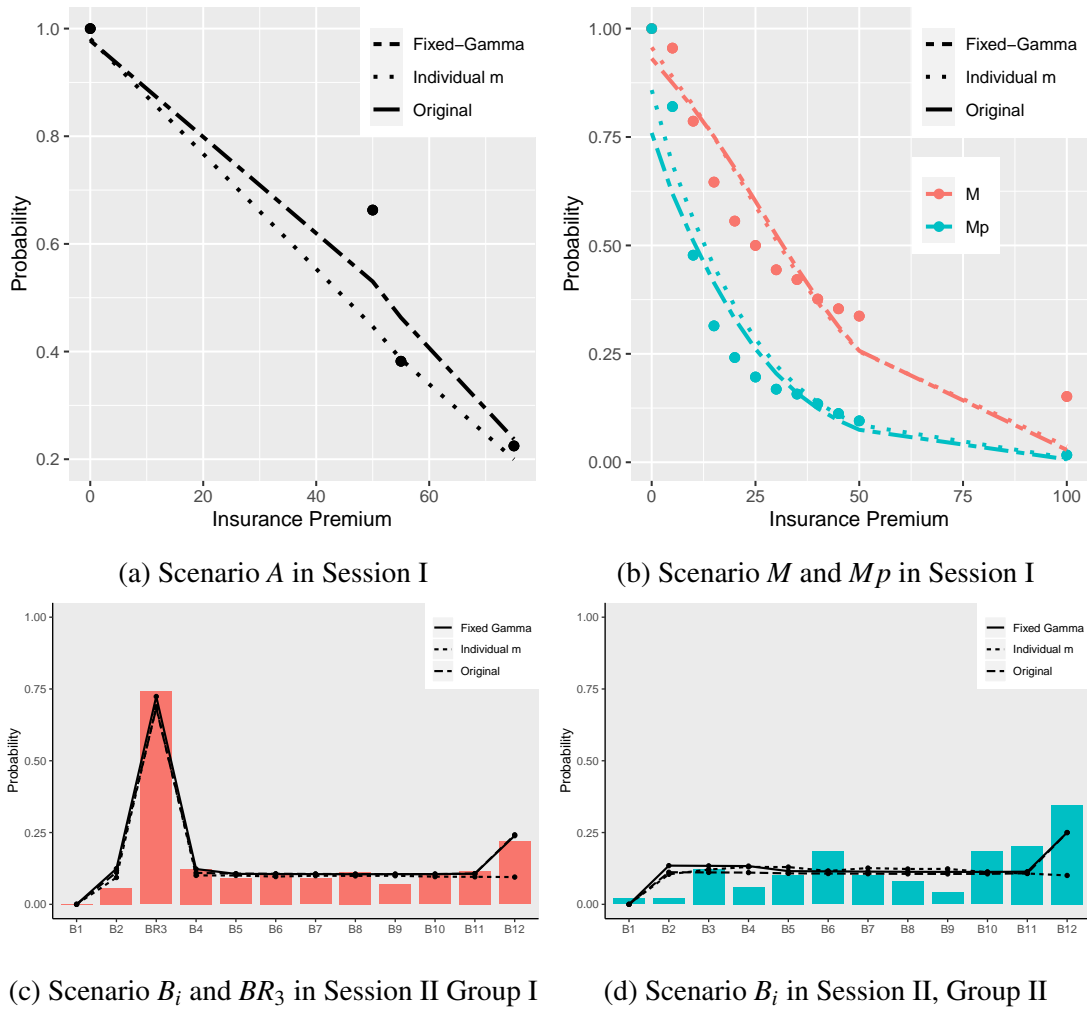 1.0
0.8
0.6
0.4
0.2
0
20
40
60
Probability
Insurance Premium
Fixed−Gamma
Individual m
Original
(a) Scenario A in Session I
1.00
0.75
0.50
0.25
0.00
0
25
50
75
100
Probability
Insurance Premium
Fixed−Gamma
Individual m
Original
M
Mp
(b) Scenario M and Mp in Session I
1.00
0.75
0.50
0.25
0.00
Probability
Fixed Gamma
Individual m
Original
B1 B2 BR3 B4 B5 B6 B7 B8 B9 B10 B11 B12
(c) Scenario Bi and BR3 in Session II Group I
1.00
0.75
0.50
0.25
0.00
Probability
Fixed Gamma
Individual m
Original
B1 B2 B3 B4 B5 B6 B7 B8 B9 B10 B11 B12
(d) Scenario Bi in Session II, Group II